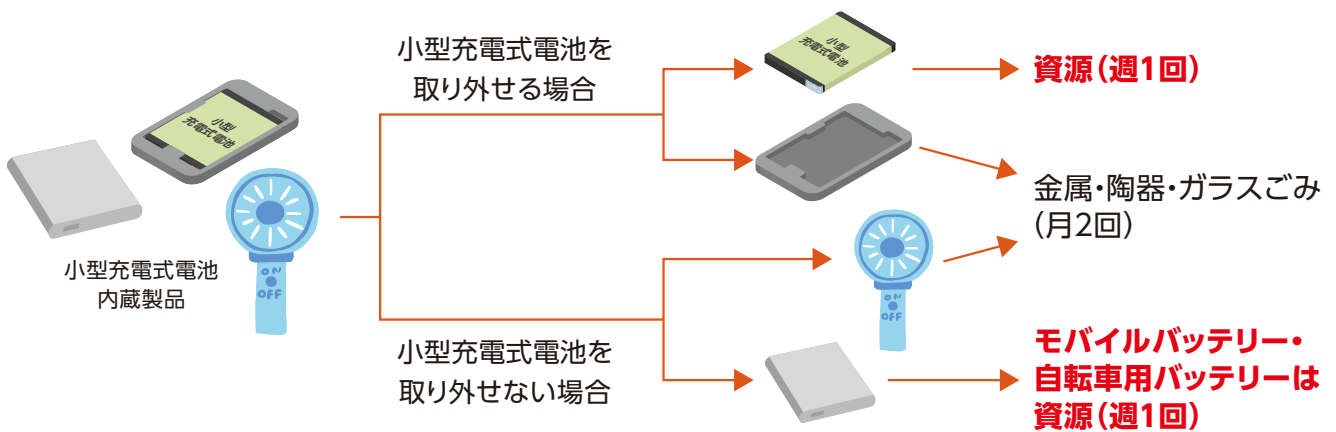 小型充電式電池を
取り外せる場合
小型
充電式電池
資源（週1回）
小型
充電式電池
金属・陶器・ガラスごみ
（月2回）
ON
OFF
小型充電式電池
内蔵製品
ON
OFF
小型充電式電池を
取り外せない場合
モバイルバッテリー・
自転車用バッテリーは
資源（週1回）